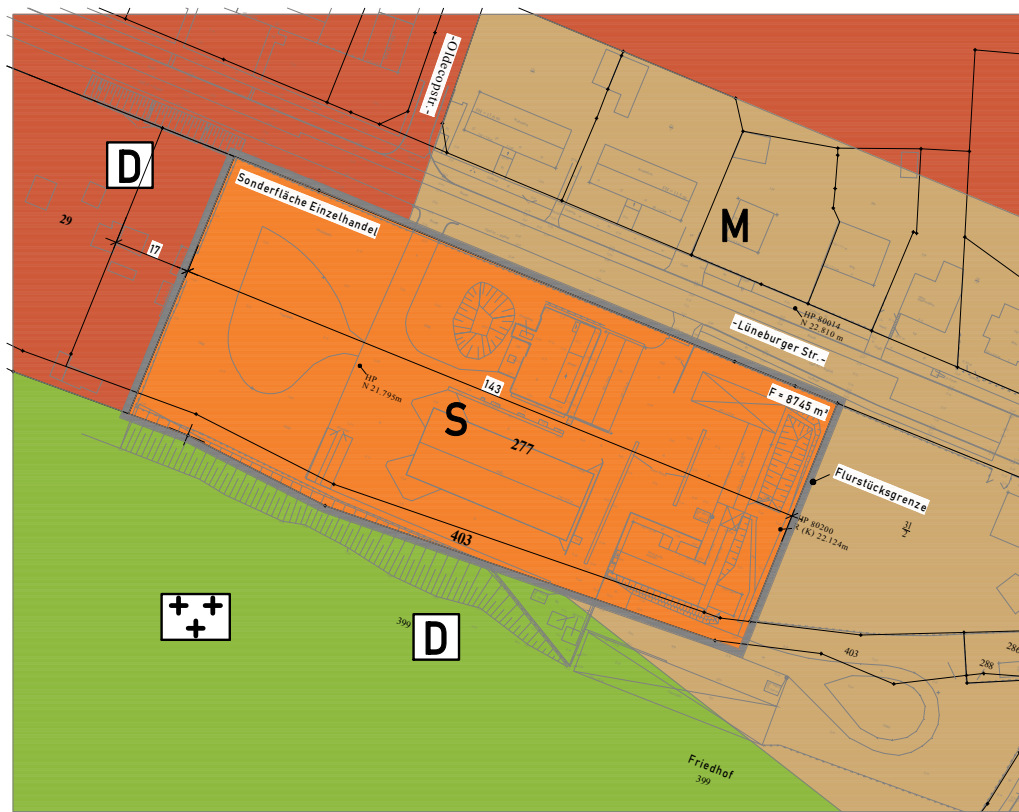 -Oldecopstr.-
D
Sonderfläche Einzelhandel
29
17
M
HP 80014
N 22.810 m
-Lüneburger Str.-
HP
N 21.795m
143
F = 8745 m²
S
277
Flurstücksgrenze
HP 80200
R (K) 22.124m
31
2
403
399
D
403
286
288
Friedhof
399